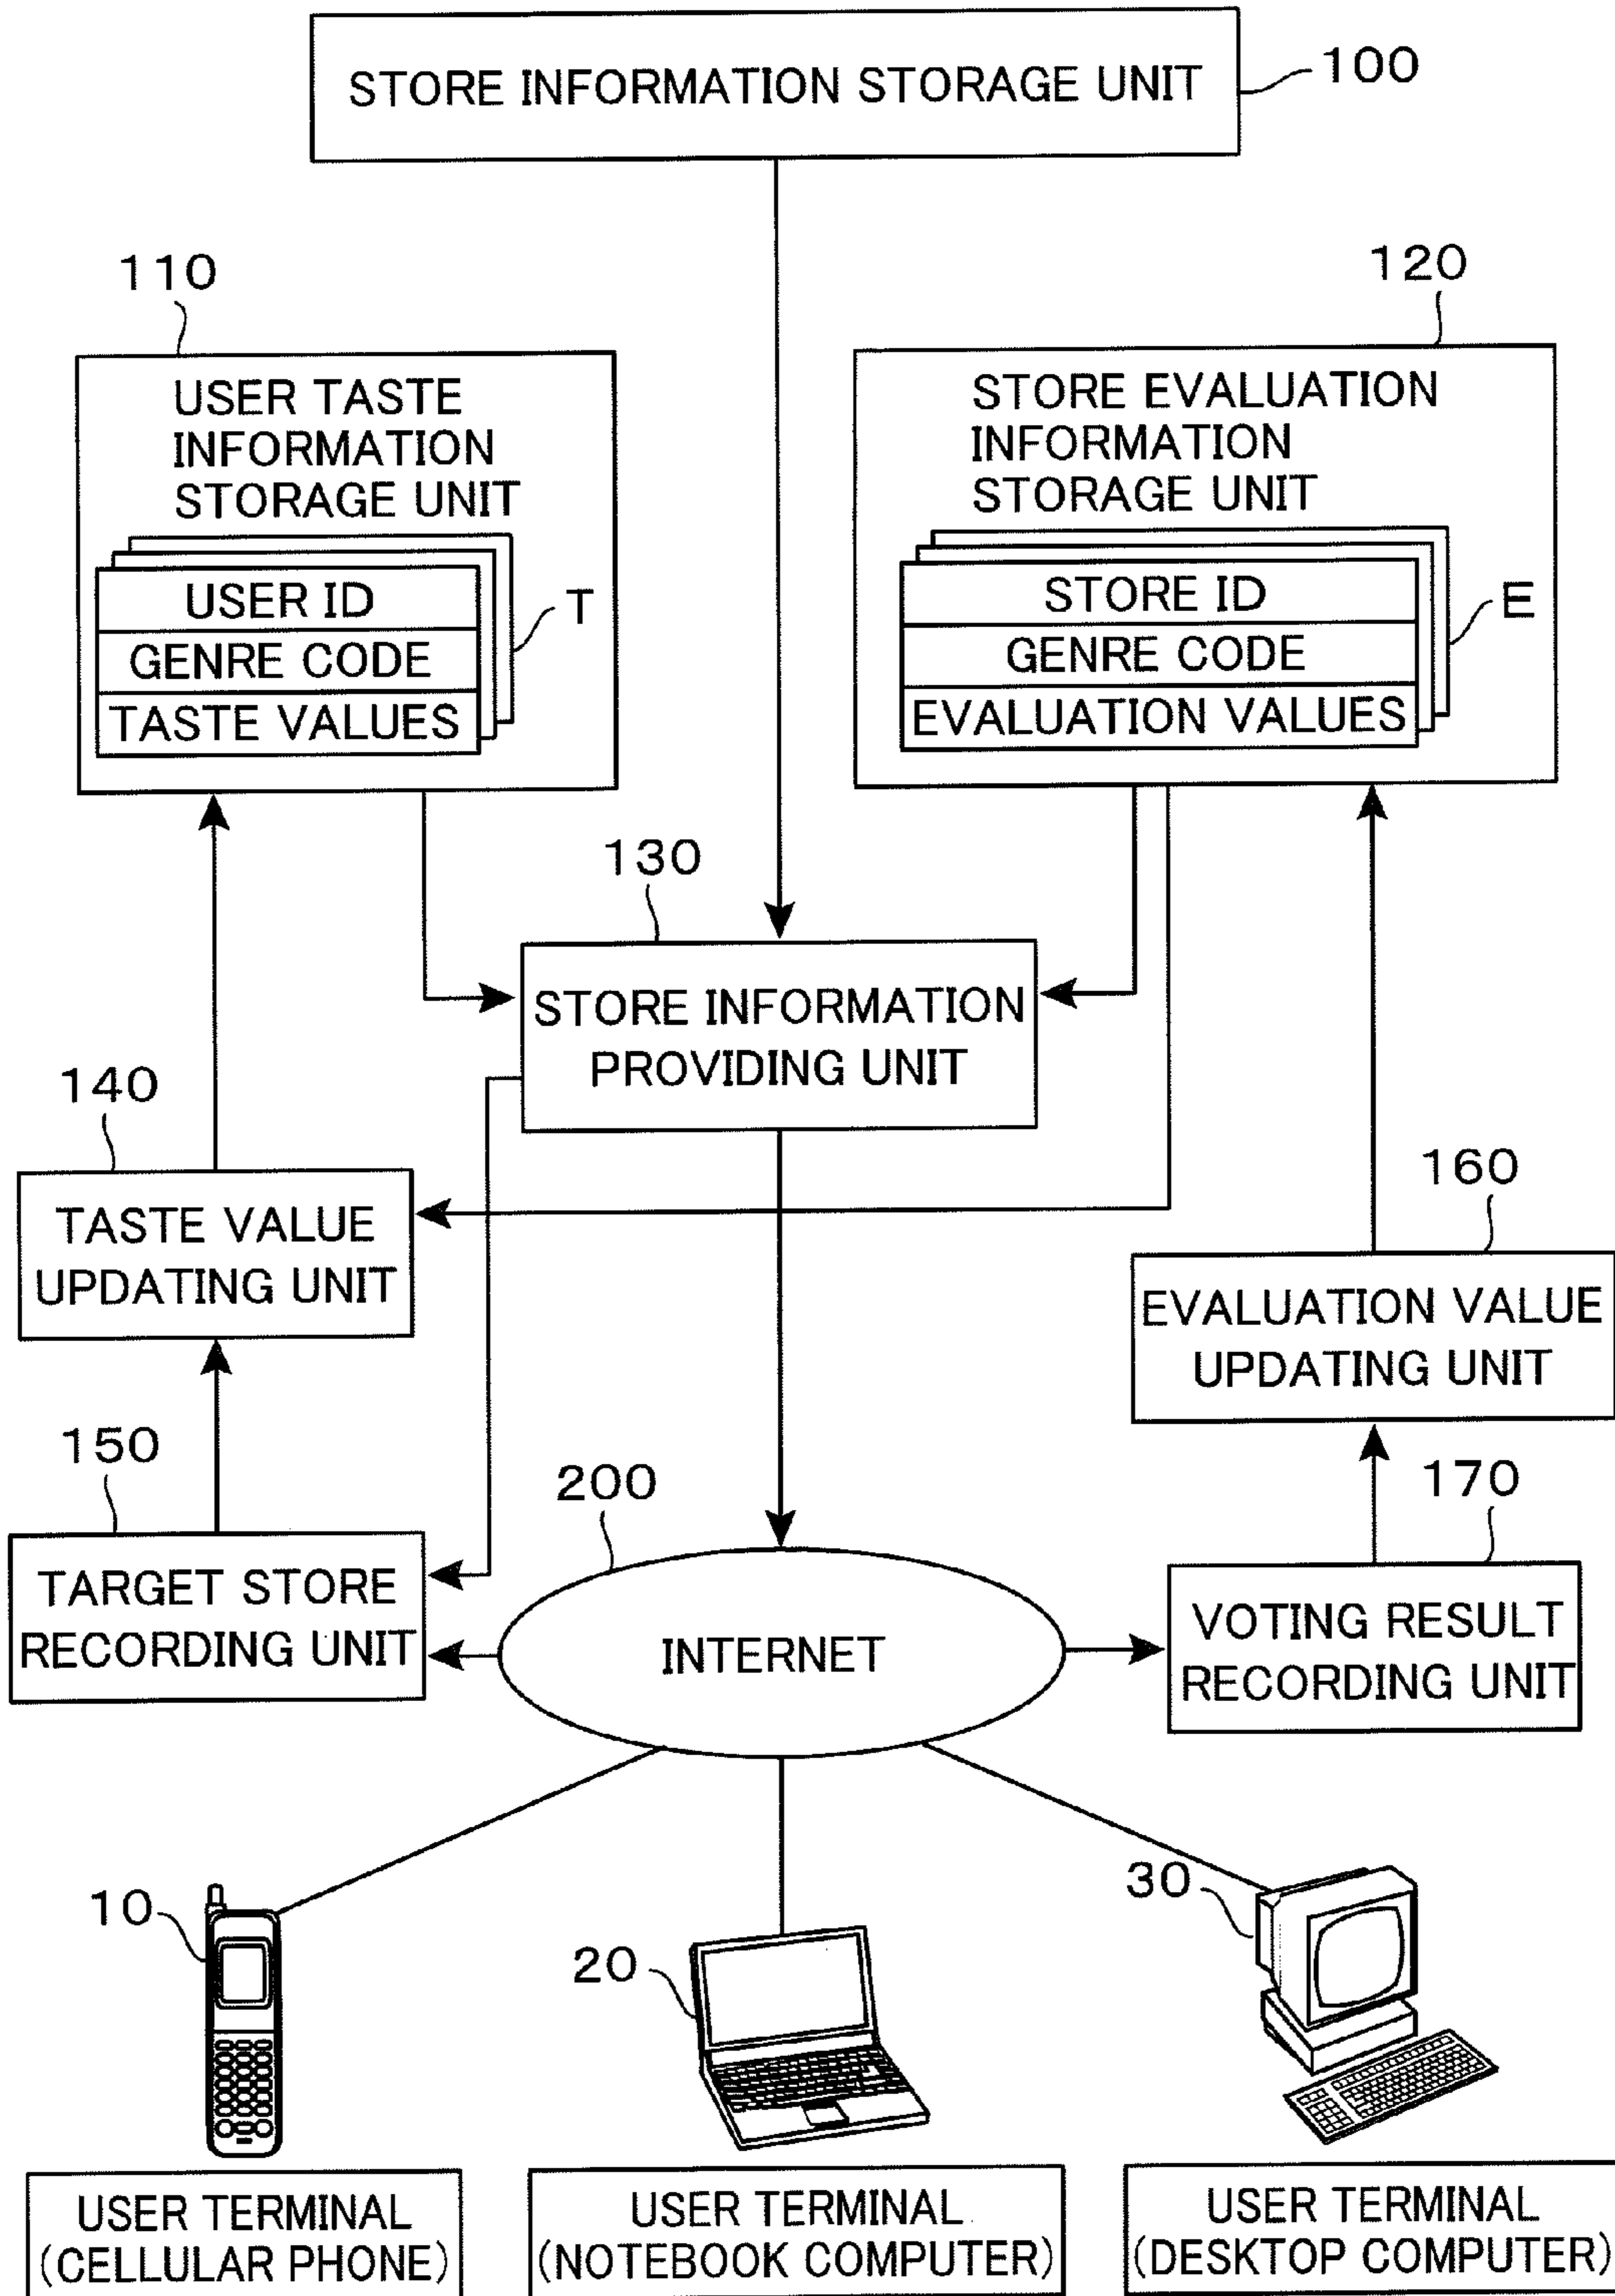 STORE INFORMATION STORAGE UNIT
100
110
120
USER TASTE
INFORMATION
STORAGE UNIT
USER ID
GENRE CODE
TASTE VALUES
T
STORE EVALUATION
INFORMATION
STORAGE UNIT
STORE ID
GENRE CODE
EVALUATION VALUES
E
130
STORE INFORMATION
PROVIDING UNIT
140
TASTE VALUE
UPDATING UNIT
160
EVALUATION VALUE
UPDATING UNIT
150
TARGET STORE
RECORDING UNIT
200
INTERNET
170
VOTING RESULT
RECORDING UNIT
10
20
30
USER TERMINAL
(CELLULAR PHONE)
USER TERMINAL
(NOTEBOOK COMPUTER)
USER TERMINAL
(DESKTOP COMPUTER)